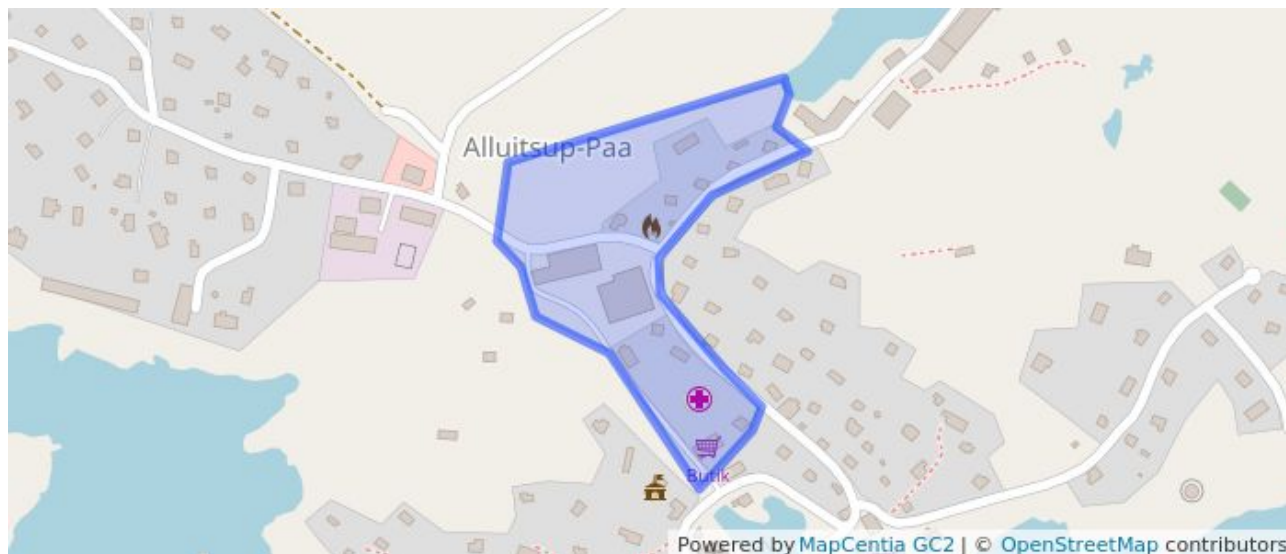 Alluitsup-Paa
Butik
Powered by MapCentia GC2 | © OpenStreetMap contributors